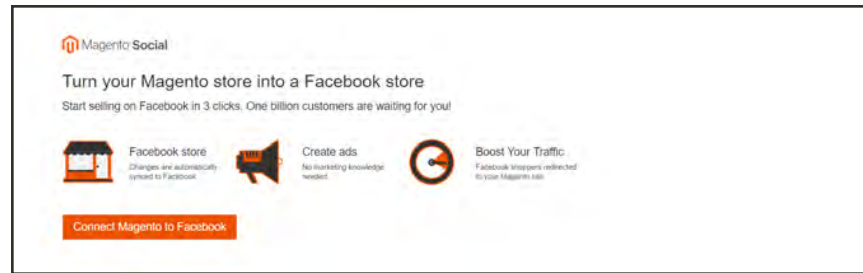 Magento Social
Turn your Magento store into a Facebook store
Start selling on Facebook in 3 clicks. One billion customers are waiting for you!
Facebook store
Changes are automatically
synced to Facebook
Create ads
No marketing knowledge
needed
Boost Your Traffic
Facebook shoppers redirected
to your Magento site
Connect Magento to Facebook